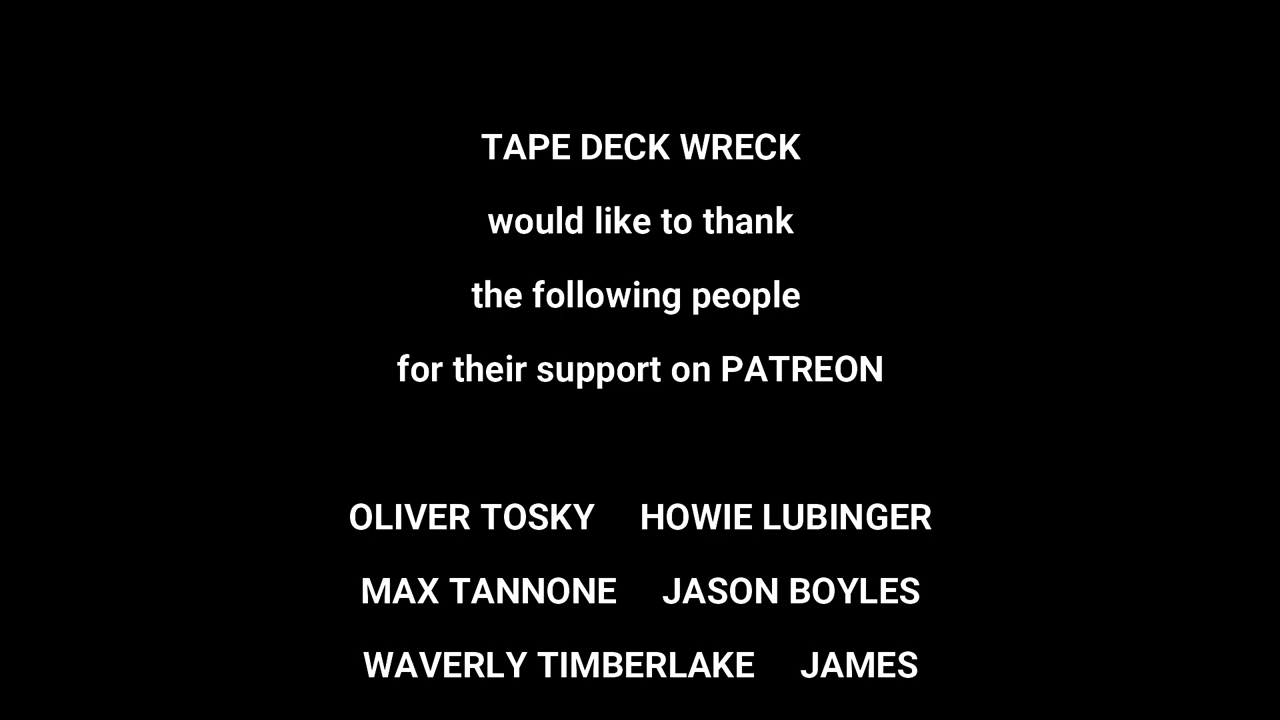 TAPE DECK WRECK
would like to thank
the following people
for their support on PATREON
OLIVER TOSKY HOWIE LUBINGER
MAX TANNONE JASON BOYLES
WAVERLY TIMBERLAKE JAMES